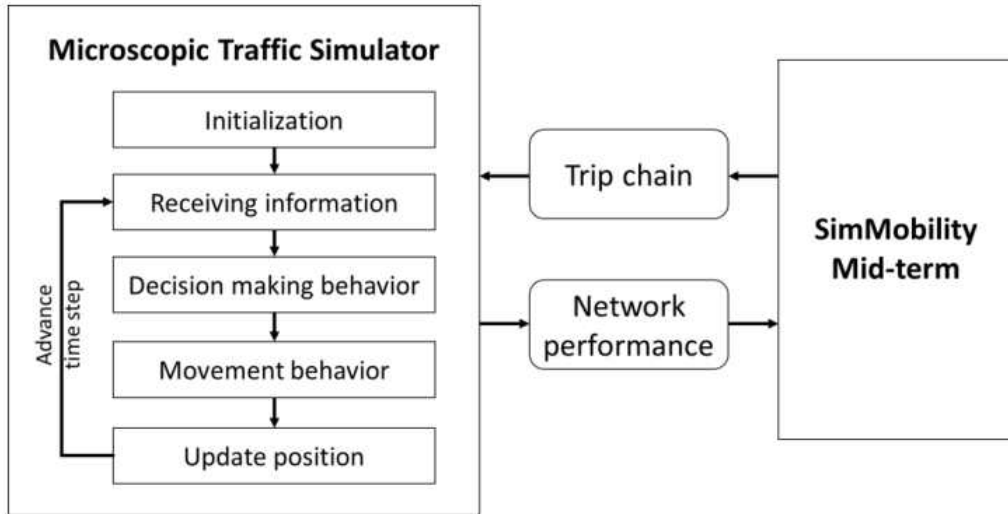 Microscopic Traffic Simulator
Initialization
Receiving information
Decision making behavior
Movement behavior
Update position
Advance
time step
Trip chain
Network
performance
SimMobility
Mid-term